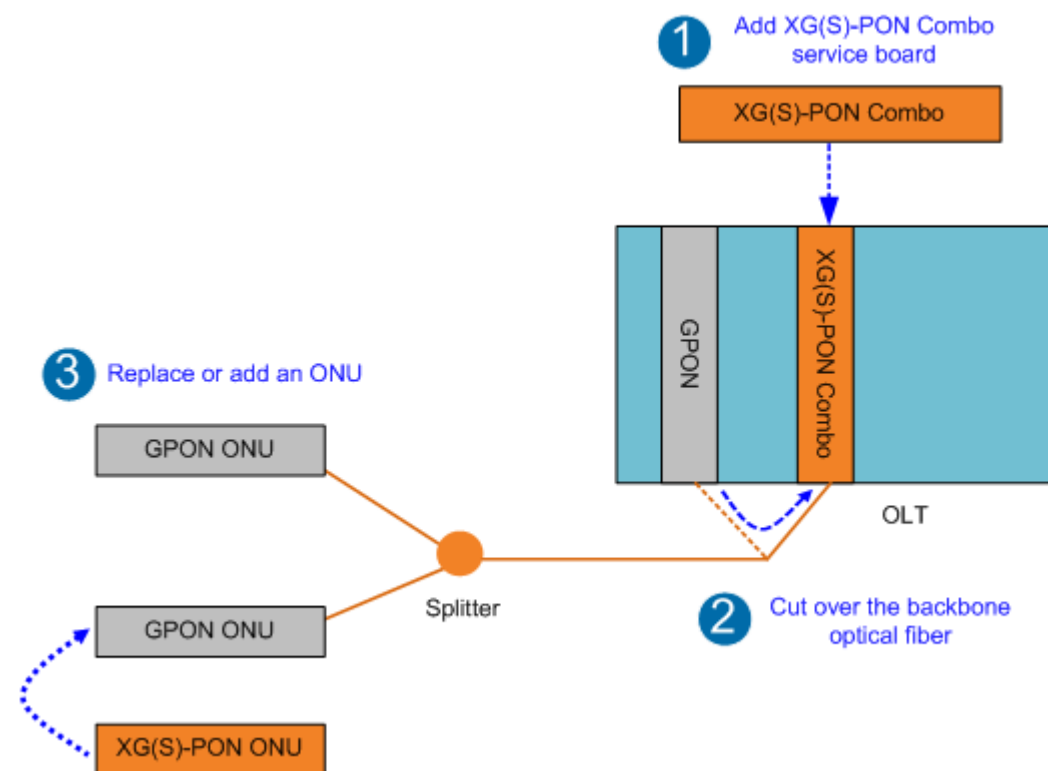 1
Add XG(S)-PON Combo
service board
XG(S)-PON Combo
GPON
XG(S)-PON Combo
OLT
3
Replace or add an ONU
GPON ONU
Splitter
GPON ONU
2
Cut over the backbone
optical fiber
XG(S)-PON ONU